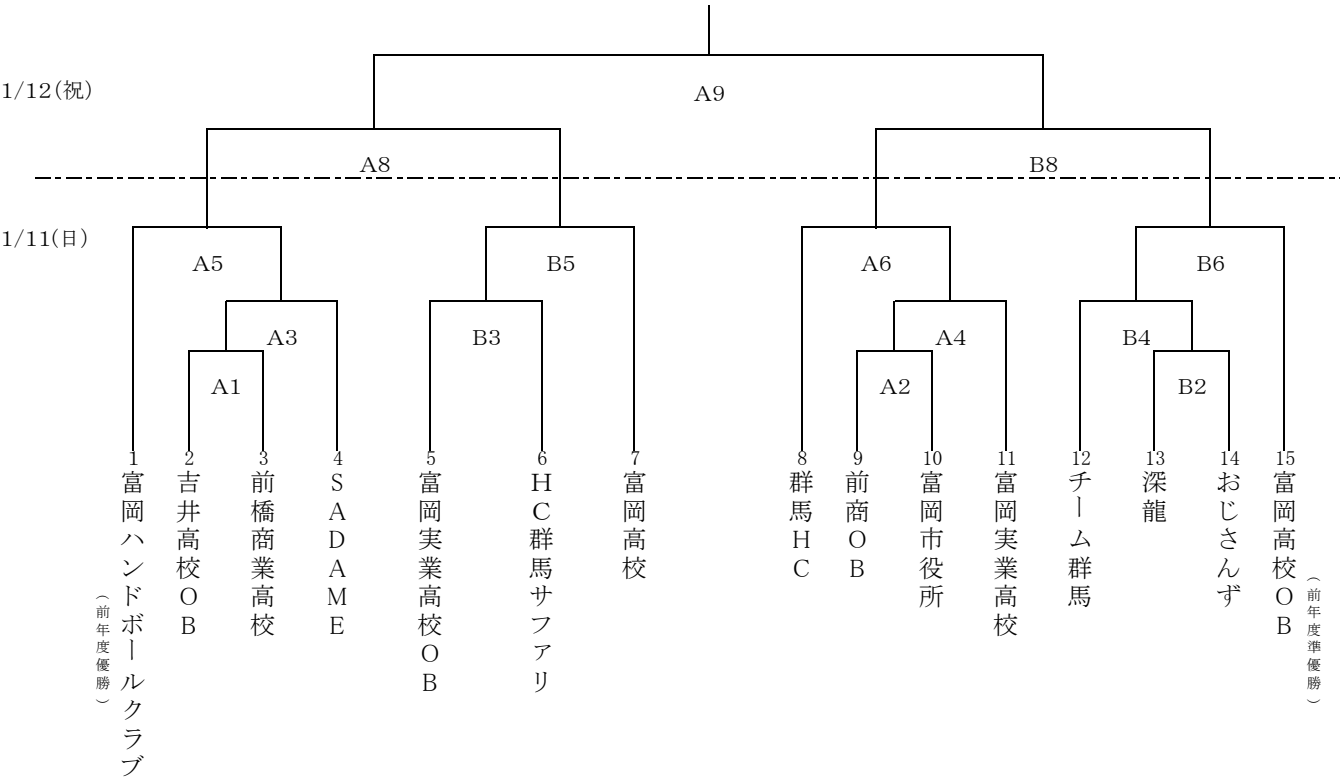 1/12(祝)
A9
A8
B8
1/11(日)
A5
B5
A6
B6
A3
B3
A4
B4
A1
A2
B2
1
富岡ハンドボールクラブ
(前年度優勝)
2
吉井高校OB
3
前橋商業高校
4
SADAME
5
富岡実業高校OB
6
HC群馬サファリ
7
富岡高校
8
群馬HC
9
前商OB
10
富岡市役所
11
富岡実業高校
12
チーム群馬
13
深龍
14
おじさんず
15
富岡高校OB
(前年度準優勝)